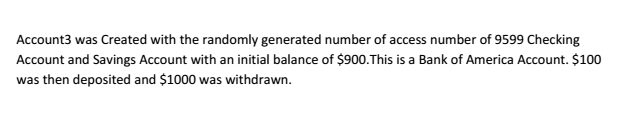 Account3 was Created with the randomly generated number of access number of 9599 Checking
Account and Savings Account with an initial balance of $900.This is a Bank of America Account. $100
was then deposited and $1000 was withdrawn.